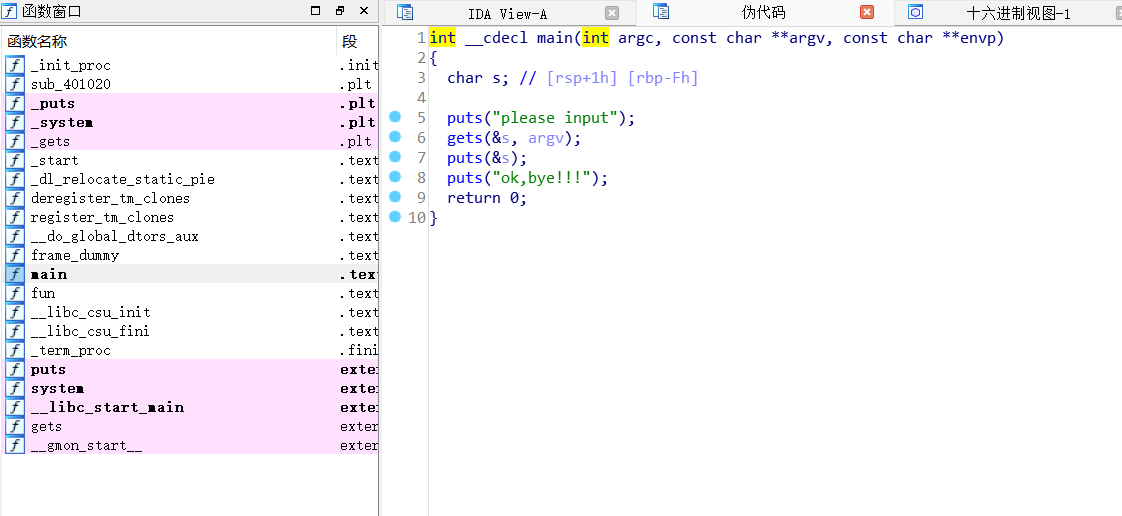 函数窗口
函数名称 段
_init_proc .init
sub_401020 .plt
_puts .plt
_system .plt
_gets .plt
_start .text
_dl_relocate_static_pie .text
deregister_tm_clones .text
register_tm_clones .text
__do_global_dtors_aux .text
frame_dummy .text
main .text
fun .text
__libc_csu_init .text
__libc_csu_fini .text
_term_proc .fini
puts exter
system exter
__libc_start_main exter
gets exter
__gmon_start__ exter
IDA View-A 伪代码 十六进制视图-1
1 int __cdecl main(int argc, const char **argv, const char **envp)
2 {
3 char s; // [rsp+1h] [rbp-Fh]
4
5 puts("please input");
6 gets(&s, argv);
7 puts(&s);
8 puts("ok,bye!!!");
9 return 0;
10 }